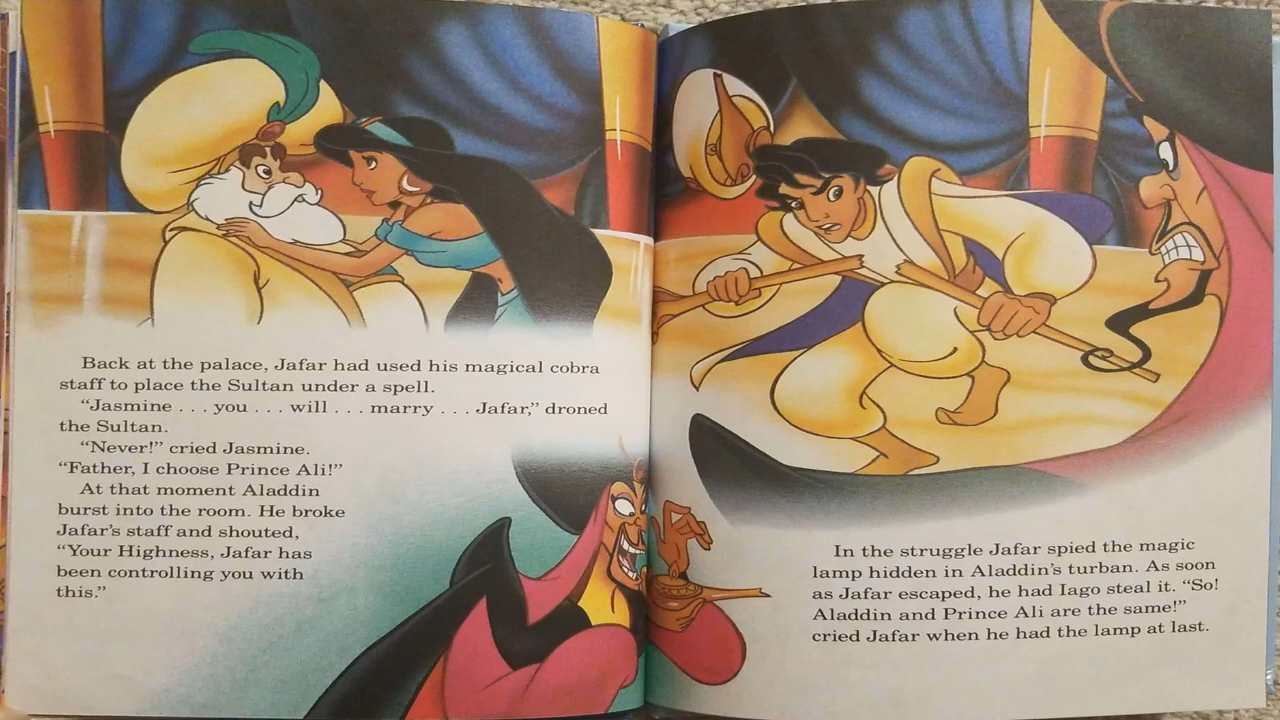 Back at the palace, Jafar had used his magical cobra
staff to place the Sultan under a spell.
“Jasmine . . . you . . . will . . . marry . . . Jafar,” droned
the Sultan.
“Never!” cried Jasmine.
“Father, I choose Prince Ali!”
At that moment Aladdin
burst into the room. He broke
Jafar’s staff and shouted,
“Your Highness, Jafar has
been controlling you with
this.”
In the struggle Jafar spied the magic
lamp hidden in Aladdin’s turban. As soon
as Jafar escaped, he had Iago steal it. “So!
Aladdin and Prince Ali are the same!”
cried Jafar when he had the lamp at last.